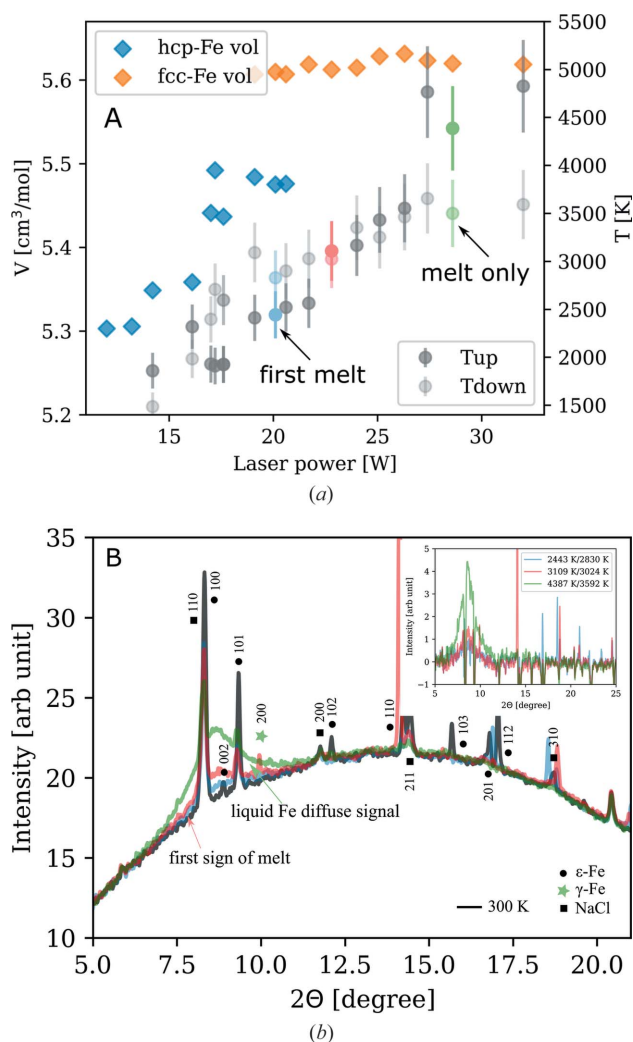 hcp-Fe vol
fcc-Fe vol
A
5.6
5.5
5.4
5.3
5.2
V [cm³/mol]
5500
5000
4500
4000
3500
3000
2500
2000
1500
T [K]
melt only
first melt
Tup
Tdown
15 20 25 30
Laser power [W]
(a)
B
35
30
25
20
15
10
Intensity [arb unit]
110
100
002
101
200
200
102
110
211
103
201
112
310
liquid Fe diffuse signal
first sign of melt
300 K
ε-Fe
γ-Fe
NaCl
5
4
3
2
1
0
Intensity [arb unit]
2443 K/2830 K
3109 K/3024 K
4387 K/3592 K
5 10 15 20 25
2Θ [degree]
5.0 7.5 10.0 12.5 15.0 17.5 20.0
2Θ [degree]
(b)